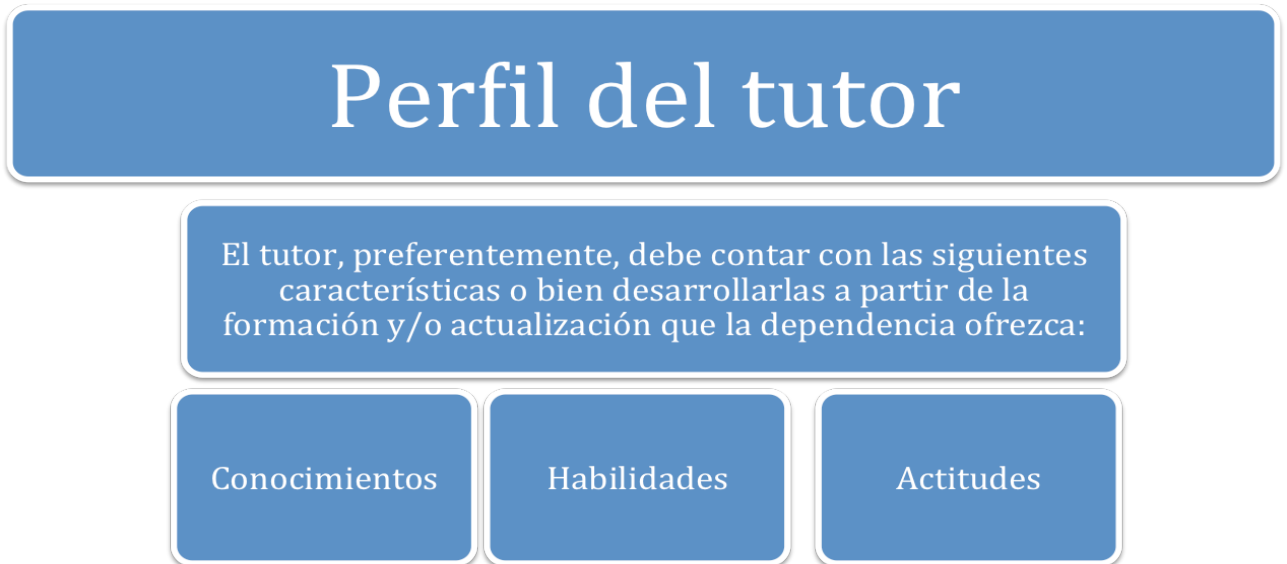 Perfil del tutor
El tutor, preferentemente, debe contar con las siguientes
características o bien desarrollarlas a partir de la
formación y/o actualización que la dependencia ofrezca:
Conocimientos
Habilidades
Actitudes